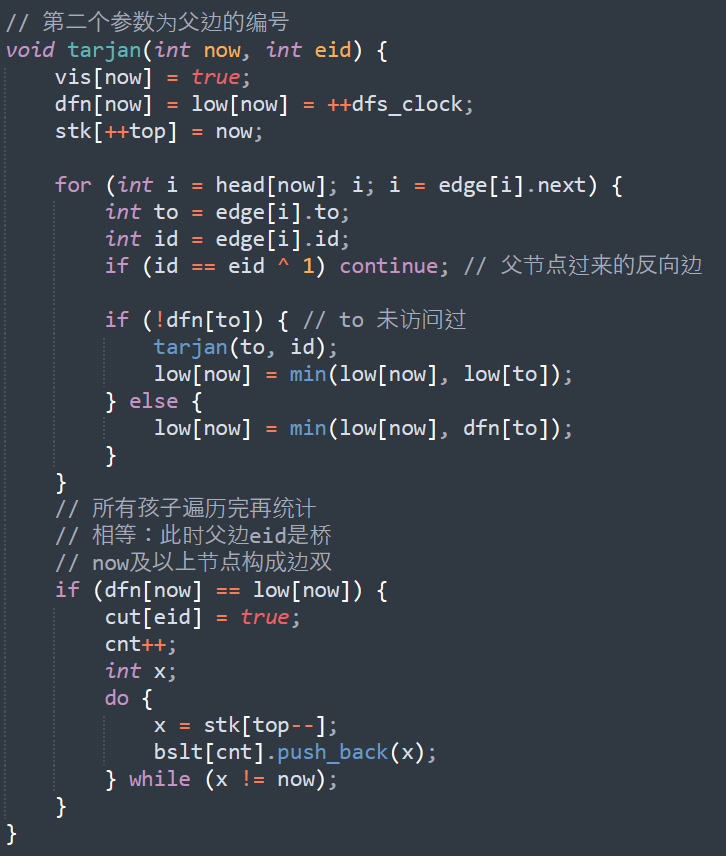 // 第二个参数为父边的编号
void tarjan(int now, int eid) {
    vis[now] = true;
    dfn[now] = low[now] = ++dfs_clock;
    stk[++top] = now;

    for (int i = head[now]; i; i = edge[i].next) {
        int to = edge[i].to;
        int id = edge[i].id;
        if (id == eid ^ 1) continue; // 父节点过来的反向边

        if (!dfn[to]) { // to 未访问过
            tarjan(to, id);
            low[now] = min(low[now], low[to]);
        } else {
            low[now] = min(low[now], dfn[to]);
        }
    }
    // 所有孩子遍历完再统计
    // 相等：此时父边eid是桥
    // now及以上节点构成边双
    if (dfn[now] == low[now]) {
        cut[eid] = true;
        cnt++;
        int x;
        do {
            x = stk[top--];
            bslt[cnt].push_back(x);
        } while (x != now);
    }
}